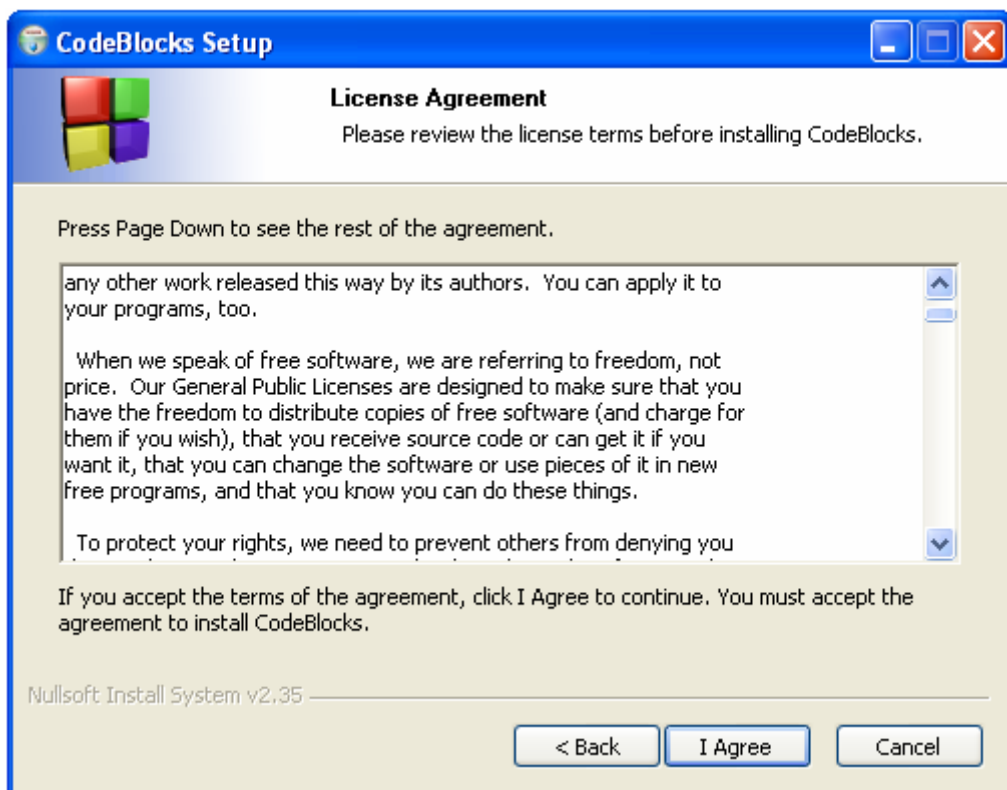 CodeBlocks Setup
License Agreement
Please review the license terms before installing CodeBlocks.
Press Page Down to see the rest of the agreement.
any other work released this way by its authors.  You can apply it to
your programs, too.
When we speak of free software, we are referring to freedom, not
price.  Our General Public Licenses are designed to make sure that you
have the freedom to distribute copies of free software (and charge for
them if you wish), that you receive source code or can get it if you
want it, that you can change the software or use pieces of it in new
free programs, and that you know you can do these things.
To protect your rights, we need to prevent others from denying you
If you accept the terms of the agreement, click I Agree to continue. You must accept the
agreement to install CodeBlocks.
Nullsoft Install System v2.35
< Back
I Agree
Cancel